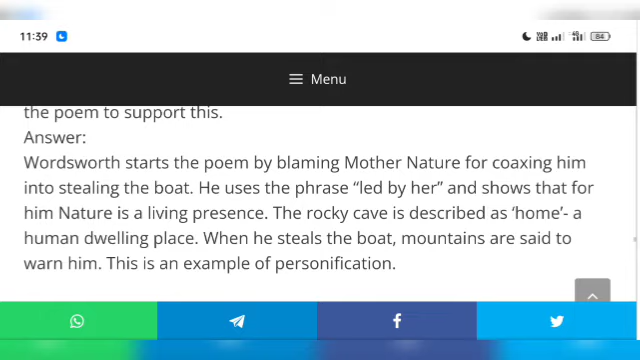 11:39
84
Menu
the poem to support this.
Answer:
Wordsworth starts the poem by blaming Mother Nature for coaxing him
into stealing the boat. He uses the phrase “led by her” and shows that for
him Nature is a living presence. The rocky cave is described as ‘home’- a
human dwelling place. When he steals the boat, mountains are said to
warn him. This is an example of personification.